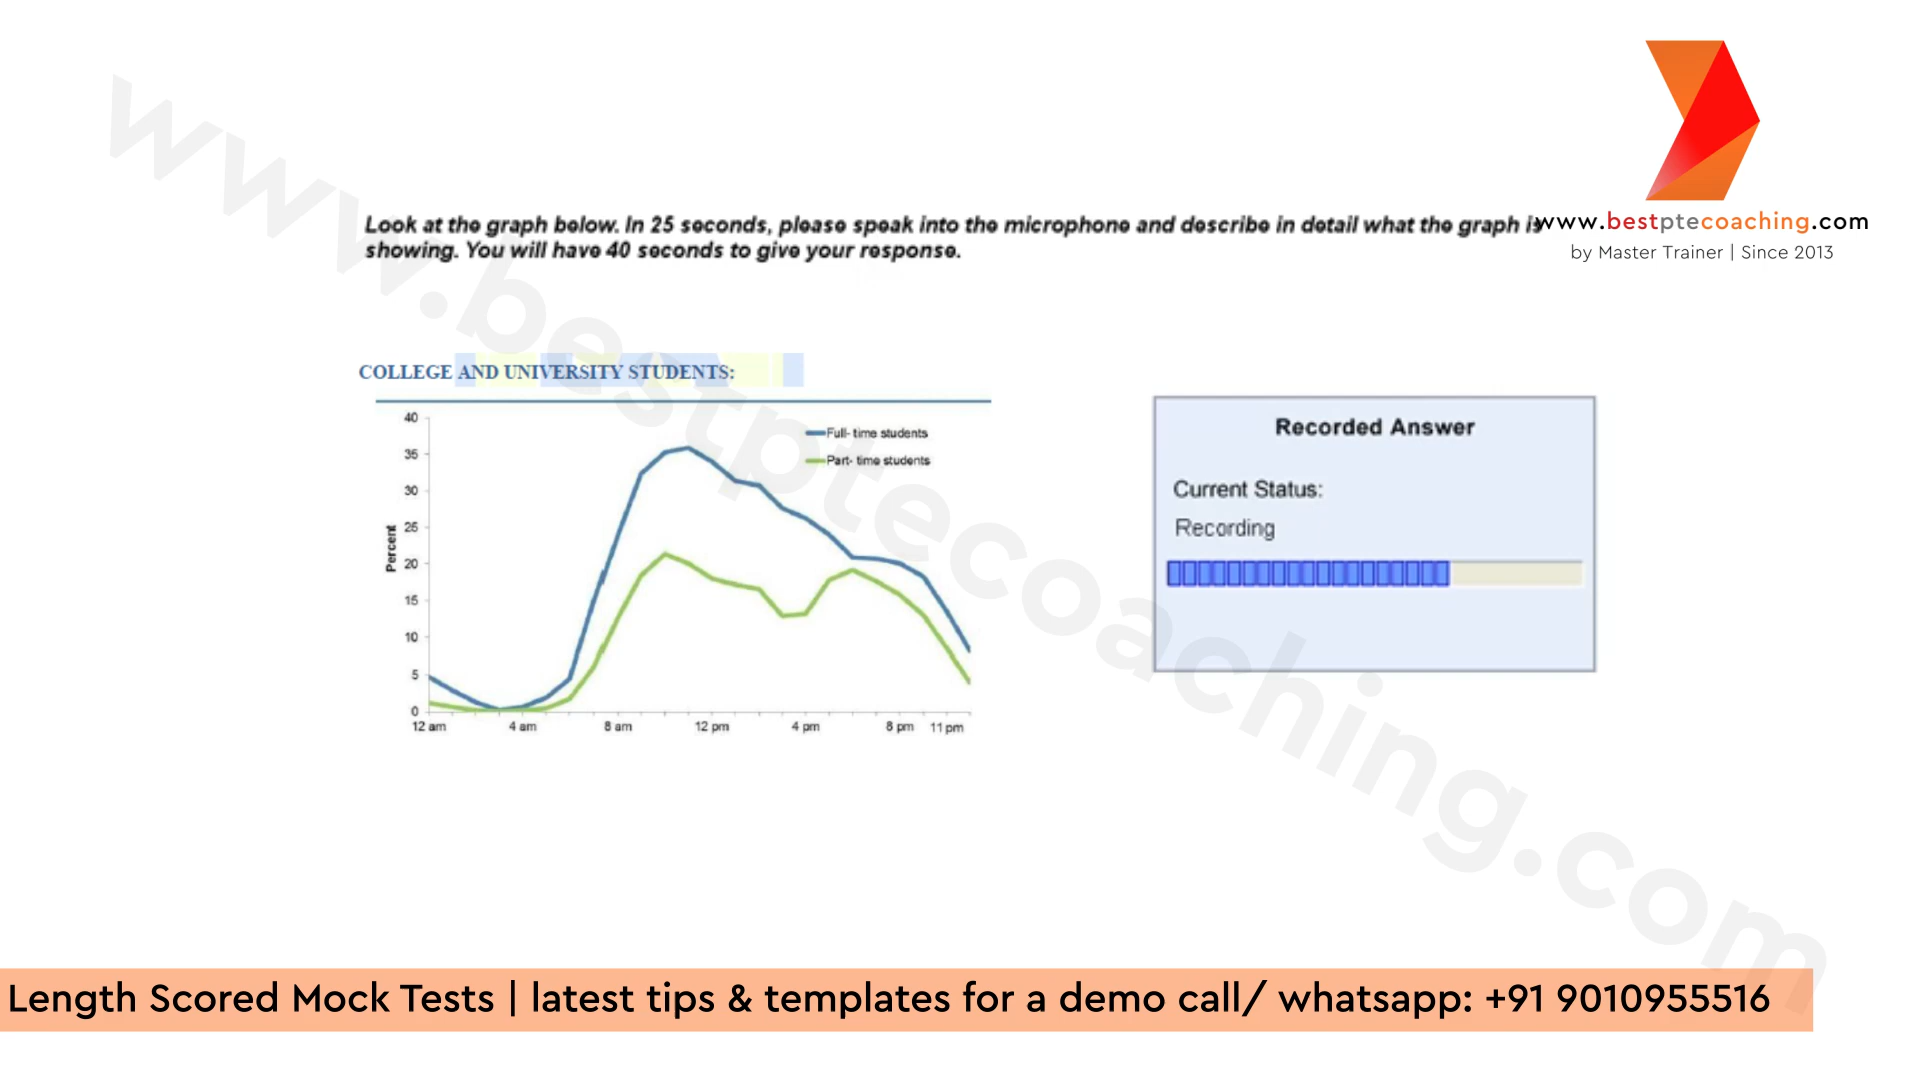 www.bestptecoaching.com
Look at the graph below. In 25 seconds, please speak into the microphone and describe in detail what the graph is
showing. You will have 40 seconds to give your response.
www.bestptecoaching.com
by Master Trainer | Since 2013
COLLEGE AND UNIVERSITY STUDENTS:
40
35
30
25
20
15
10
5
0
Percent
Full- time students
Part- time students
12 am 4 am 8 am 12 pm 4 pm 8 pm 11 pm
Recorded Answer
Current Status:
Recording
Length Scored Mock Tests | latest tips & templates for a demo call/ whatsapp: +91 9010955516